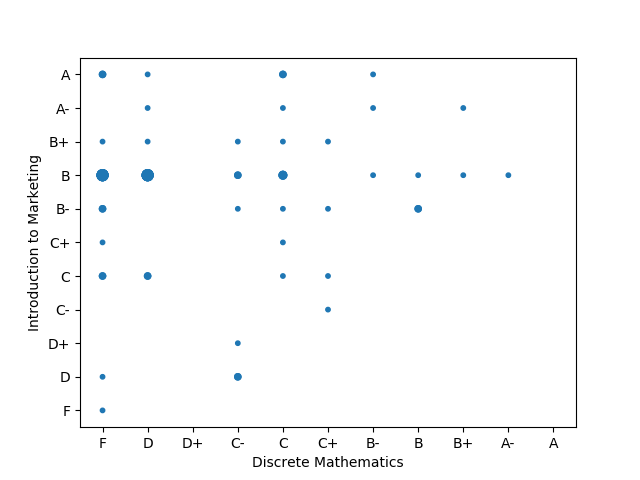 Introduction to Marketing
A
A-
B+
B
B-
C+
C
C-
D+
D
F
F D D+ C- C C+ B- B B+ A- A
Discrete Mathematics